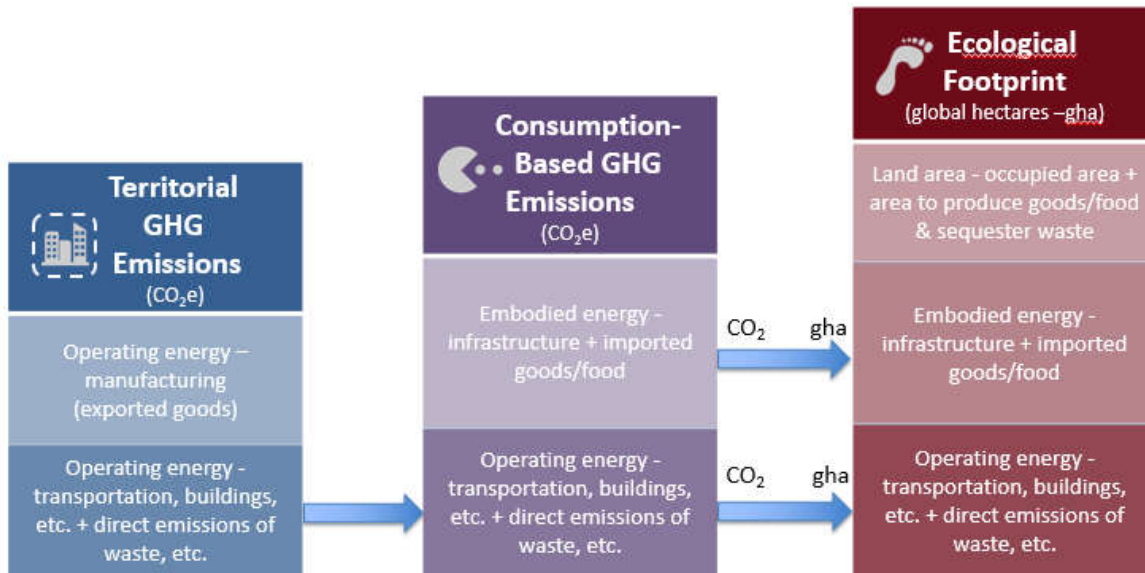 Territorial
GHG
Emissions
(CO₂e)
Operating energy –
manufacturing
(exported goods)
Operating energy -
transportation, buildings,
etc. + direct emissions of
waste, etc.
Consumption-
Based GHG
Emissions
(CO₂e)
Embodied energy -
infrastructure + imported
goods/food
Operating energy -
transportation, buildings,
etc. + direct emissions of
waste, etc.
CO₂ gha
CO₂ gha
Ecological
Footprint
(global hectares –gha)
Land area - occupied area +
area to produce goods/food
& sequester waste
Embodied energy -
infrastructure + imported
goods/food
Operating energy -
transportation, buildings,
etc. + direct emissions of
waste, etc.